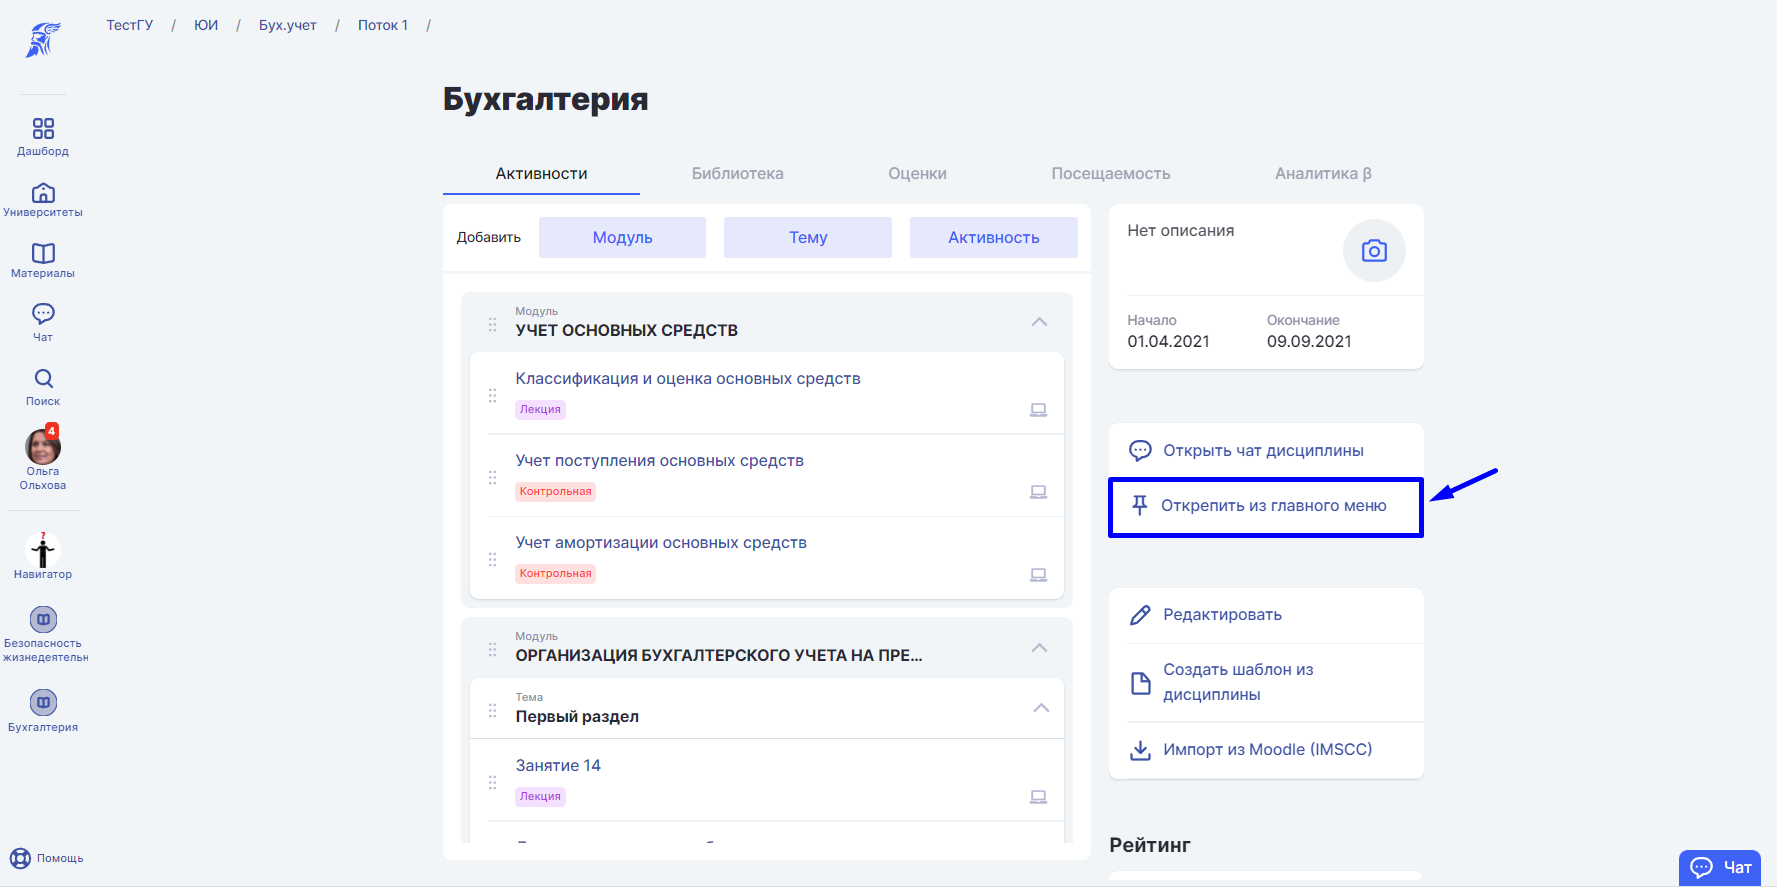 ТестГУ / ЮИ / Бух.учет / Поток 1 /
Дашборд
Университеты
Материалы
Чат
Поиск
4
Ольга
Ольхова
?
Навигатор
Безопасность
жизнедеятельн
Бухгалтерия
Помощь
Бухгалтерия
Активности Библиотека Оценки Посещаемость Аналитика β
Добавить Модуль Тему Активность
Модуль
УЧЕТ ОСНОВНЫХ СРЕДСТВ
Классификация и оценка основных средств
Лекция
Учет поступления основных средств
Контрольная
Учет амортизации основных средств
Контрольная
Модуль
ОРГАНИЗАЦИЯ БУХГАЛТЕРСКОГО УЧЕТА НА ПРЕ...
Тема
Первый раздел
Занятие 14
Лекция
Нет описания
Начало Окончание
01.04.2021 09.09.2021
Открыть чат дисциплины
Открепить из главного меню
Редактировать
Создать шаблон из
дисциплины
Импорт из Moodle (IMSCC)
Рейтинг
Чат